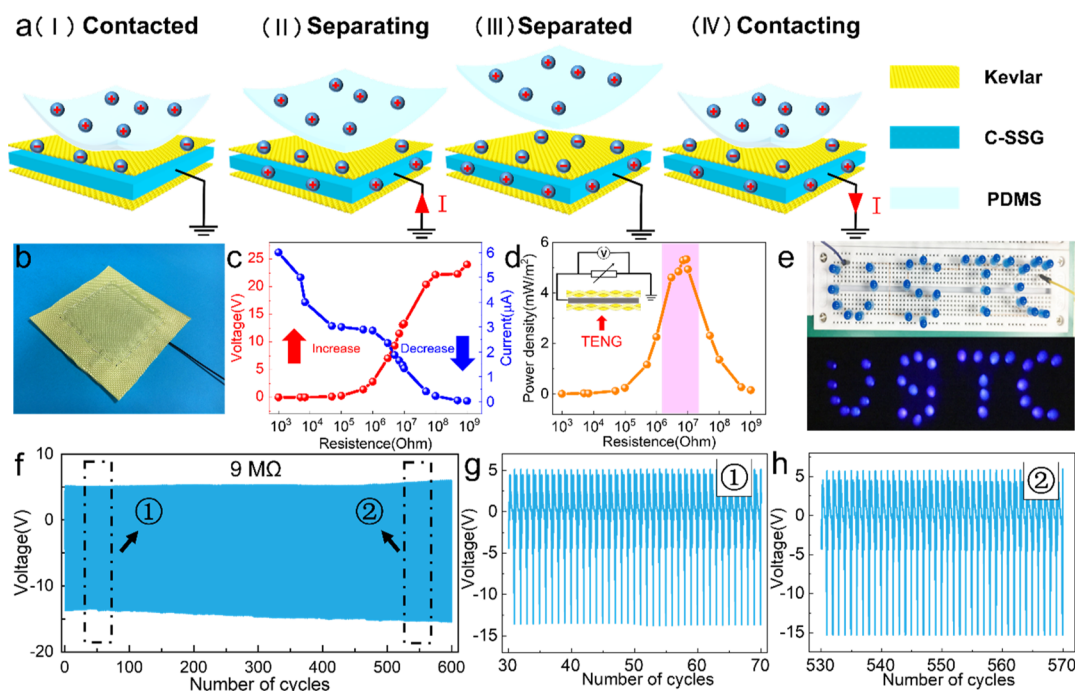 a(Ⅰ) Contacted
(II) Separating
(III) Separated
(Ⅳ) Contacting
Kevlar
C-SSG
PDMS
I
I
b
c
25
20
15
10
5
0
Voltage(V)
6
5
4
3
2
1
0
Current(μA)
Increase
Decrease
10³ 10⁴ 10⁵ 10⁶ 10⁷ 10⁸ 10⁹
Resistence(Ohm)
d
6
4
2
0
Power density(mW/m²)
V
TENG
10³ 10⁴ 10⁵ 10⁶ 10⁷ 10⁸ 10⁹
Resistence(Ohm)
e
USTC
USTC
f
9 MΩ
①
②
10
0
-10
-20
Voltage(V)
0 100 200 300 400 500 600
Number of cycles
g
①
5
0
-5
-10
-15
Voltage(V)
30 40 50 60 70
Number of cycles
h
②
5
0
-5
-10
-15
Voltage(V)
530 540 550 560 570
Number of cycles